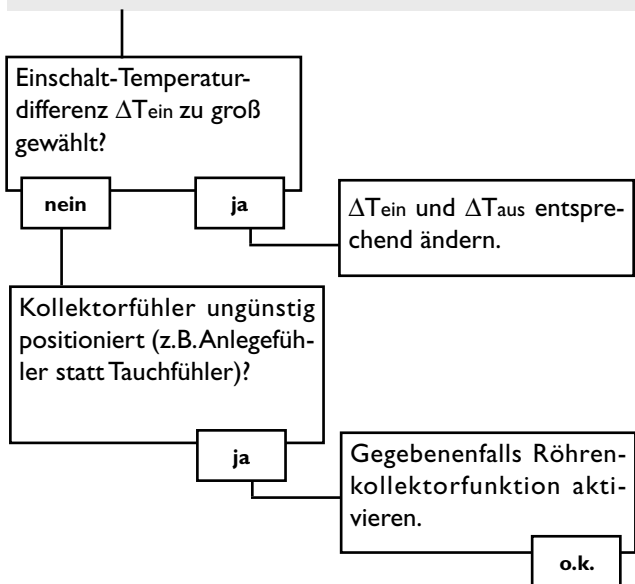 Einschalt-Temperatur-
differenz ΔTein zu groß
gewählt?
nein
ja
ΔTein und ΔTaus entspre-
chend ändern.
Kollektorfühler ungünstig
positioniert (z.B. Anlegefüh-
ler statt Tauchfühler)?
ja
Gegebenenfalls Röhren-
kollektorfunktion akti-
vieren.
o.k.